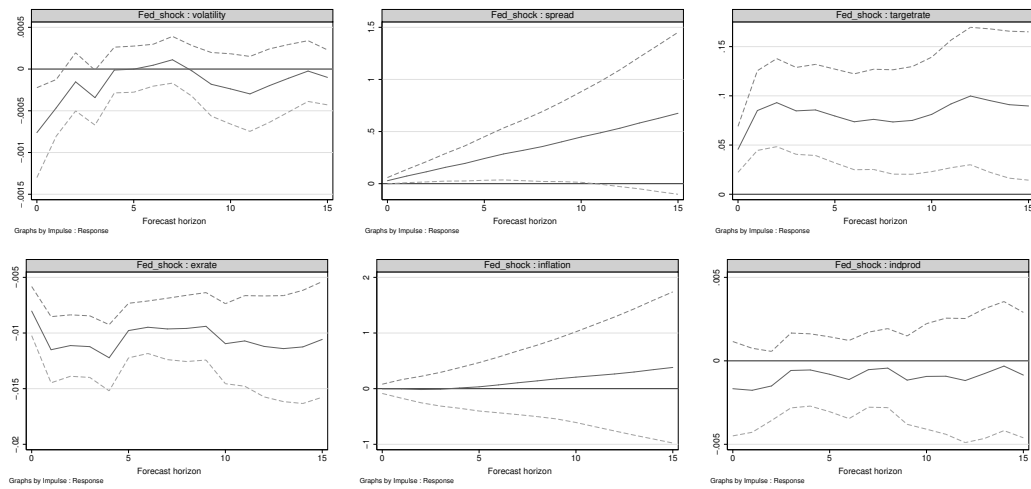 Fed_shock : volatility
.0005
0
-.0005
-.001
-.0015
0 5 10 15
Forecast horizon
Graphs by Impulse : Response
Fed_shock : spread
1.5
1
.5
0
0 5 10 15
Forecast horizon
Graphs by Impulse : Response
Fed_shock : targetrate
.15
.1
.05
0
0 5 10 15
Forecast horizon
Graphs by Impulse : Response
Fed_shock : exrate
-.005
-.01
-.015
-.02
0 5 10 15
Forecast horizon
Graphs by Impulse : Response
Fed_shock : inflation
2
1
0
-1
0 5 10 15
Forecast horizon
Graphs by Impulse : Response
Fed_shock : indprod
.005
0
-.005
0 5 10 15
Forecast horizon
Graphs by Impulse : Response